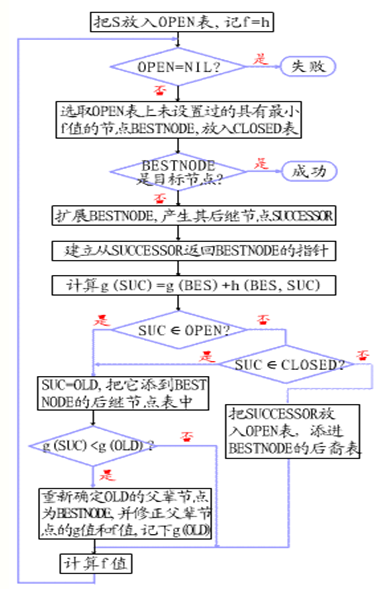 把S放入OPEN表,记f=h
OPEN=NIL?
是
失败
否
选取OPEN表上未设置过的具有最小
f值的节点BESTNODE,放入CLOSED表
BESTNODE
是目标节点?
是
成功
否
扩展BESTNODE,产生其后继节点SUCCESSOR
建立从SUCCESSOR返回BESTNODE的指针
计算g(SUC)=g(BES)+h(BES,SUC)
是
SUC∈OPEN?
否
是
SUC∈CLOSED?
否
SUC=OLD,把它添到BEST
NODE的后继节点表中
把SUCCESSOR放
入OPEN表，添进
BESTNODE的后裔表
g(SUC)<g(OLD)?
否
是
重新确定OLD的父辈节点
为BESTNODE,并修正父辈节
点的g值和f值,记下g(OLD)
计算f值